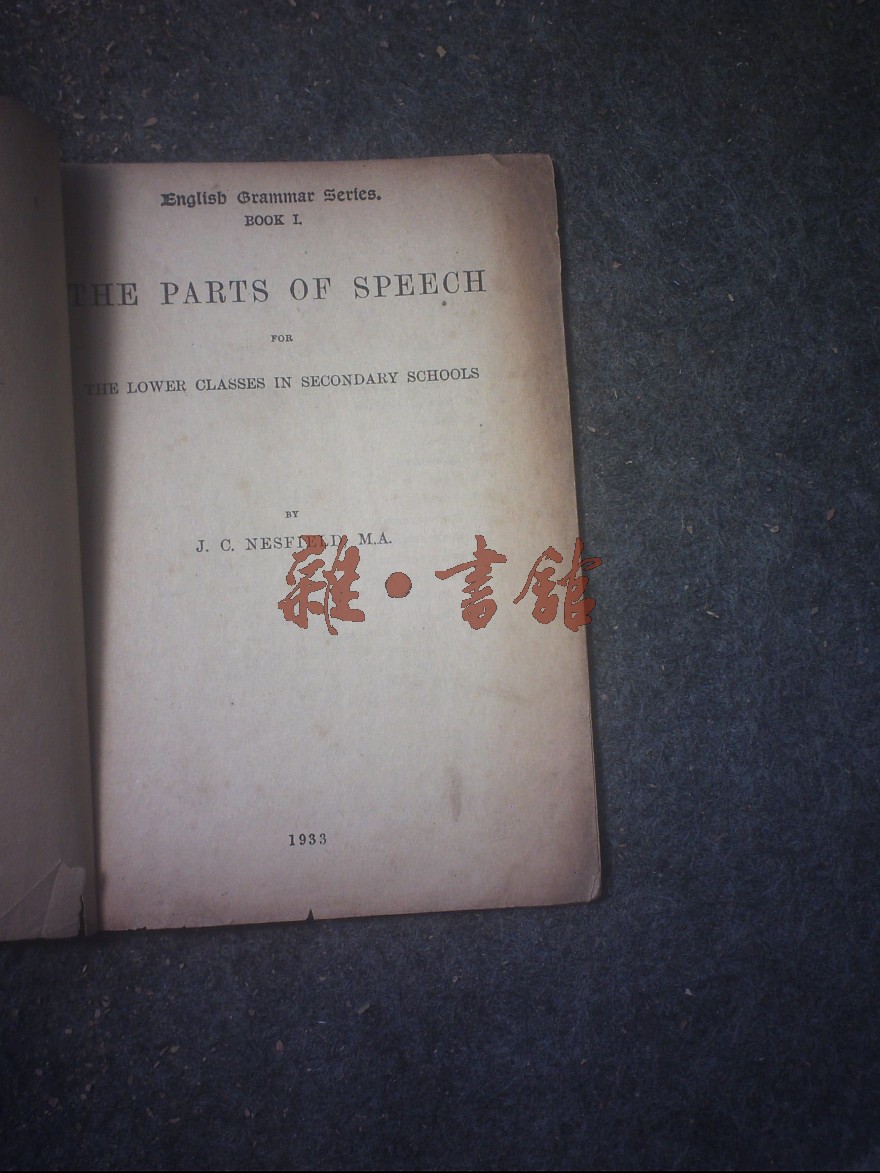 English Grammar Series.
BOOK I.
THE PARTS OF SPEECH
FOR
THE LOWER CLASSES IN SECONDARY SCHOOLS
BY
J. C. NESFIELD, M.A.
雜·書館
1933